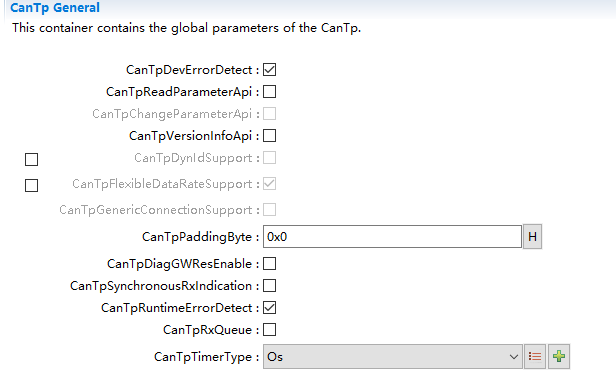 CanTp General
This container contains the global parameters of the CanTp.
CanTpDevErrorDetect :
CanTpReadParameterApi :
CanTpChangeParameterApi :
CanTpVersionInfoApi :
CanTpDynIdSupport :
CanTpFlexibleDataRateSupport :
CanTpGenericConnectionSupport :
CanTpPaddingByte : 0x0 H
CanTpDiagGWResEnable :
CanTpSynchronousRxIndication :
CanTpRuntimeErrorDetect :
CanTpRxQueue :
CanTpTimerType : Os